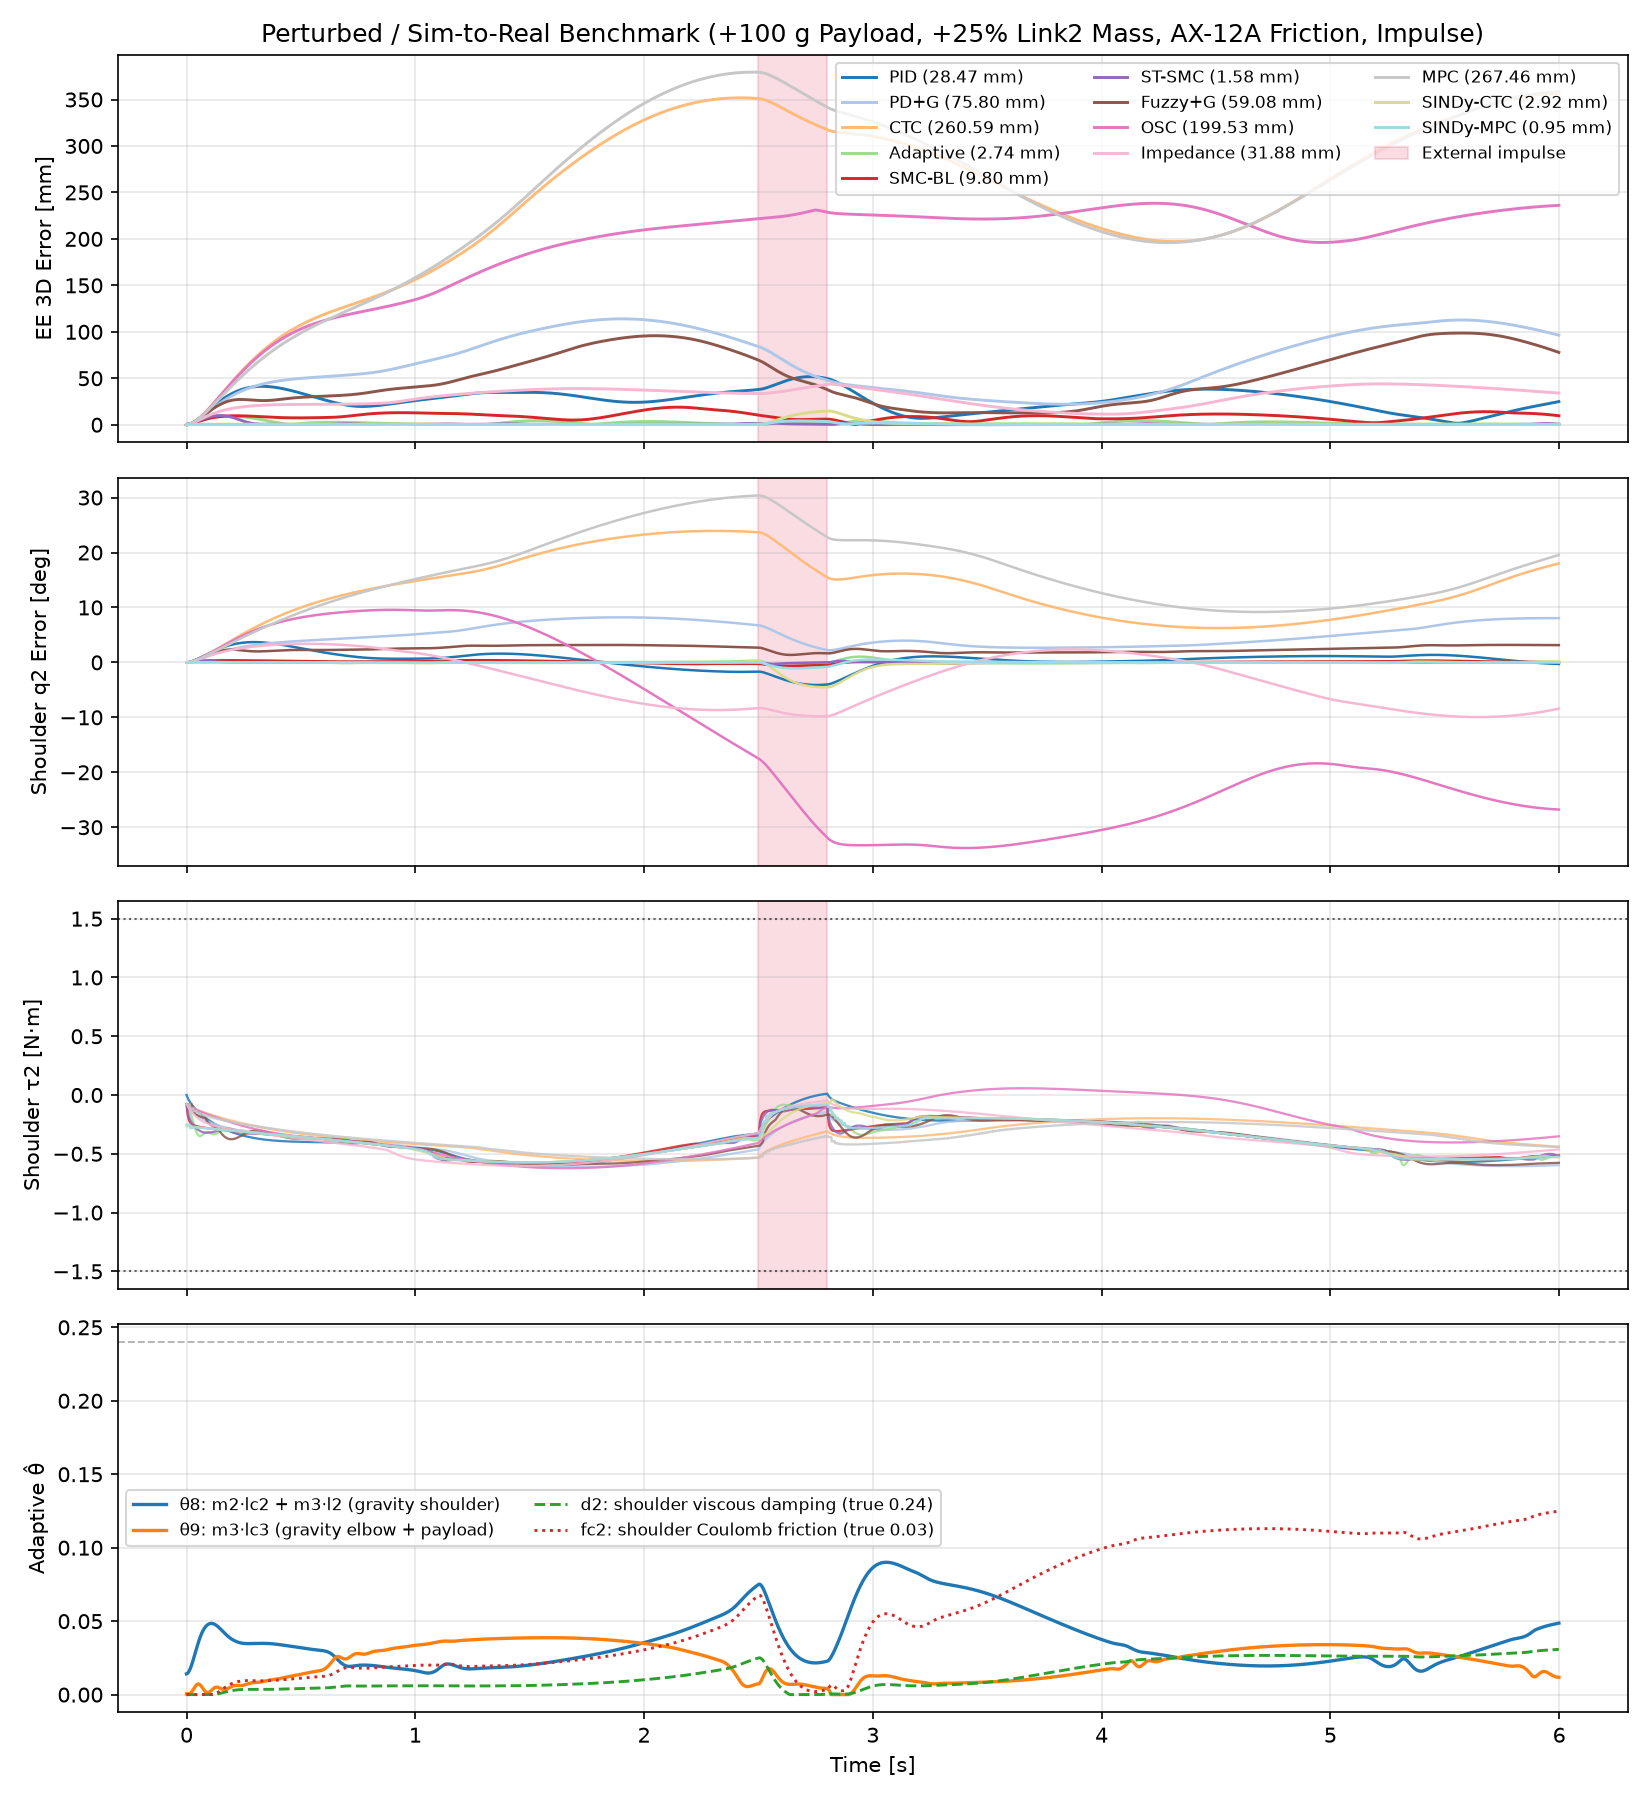 Perturbed / Sim-to-Real Benchmark (+100 g Payload, +25% Link2 Mass, AX-12A Friction, Impulse)
EE 3D Error [mm]
350
300
250
200
150
100
50
0
PID (28.47 mm)
PD+G (75.80 mm)
CTC (260.59 mm)
Adaptive (2.74 mm)
SMC-BL (9.80 mm)
ST-SMC (1.58 mm)
Fuzzy+G (59.08 mm)
OSC (199.53 mm)
Impedance (31.88 mm)
MPC (267.46 mm)
SINDy-CTC (2.92 mm)
SINDy-MPC (0.95 mm)
External impulse
Shoulder q2 Error [deg]
30
20
10
0
−10
−20
−30
Shoulder τ2 [N·m]
1.5
1.0
0.5
0.0
−0.5
−1.0
−1.5
Adaptive θ̂
0.25
0.20
0.15
0.10
0.05
0.00
θ8: m2·lc2 + m3·l2 (gravity shoulder)
θ9: m3·lc3 (gravity elbow + payload)
d2: shoulder viscous damping (true 0.24)
fc2: shoulder Coulomb friction (true 0.03)
0 1 2 3 4 5 6
Time [s]